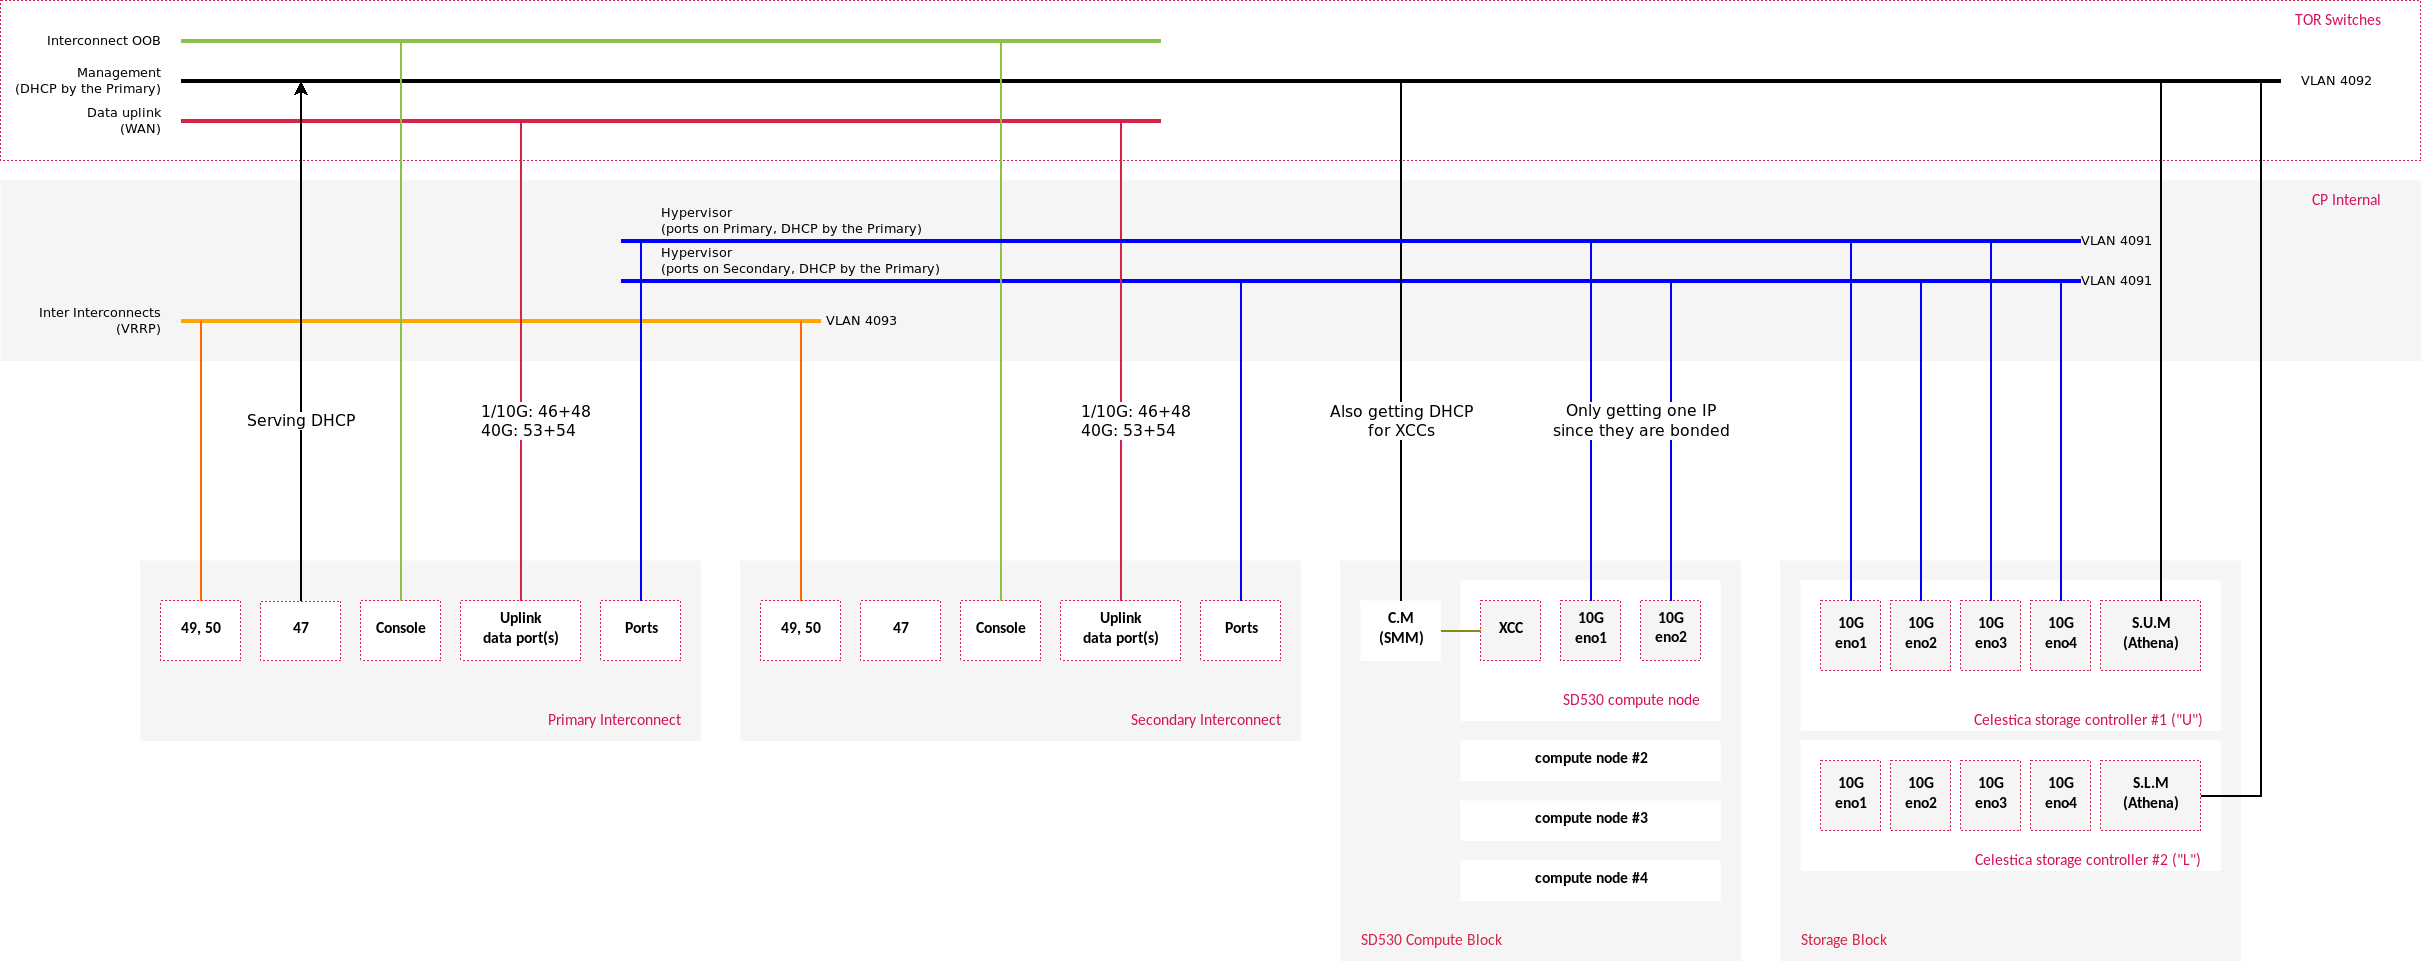 TOR Switches
Interconnect OOB
Management
(DHCP by the Primary)
VLAN 4092
Data uplink
(WAN)
CP Internal
Hypervisor
(ports on Primary, DHCP by the Primary)
VLAN 4091
Hypervisor
(ports on Secondary, DHCP by the Primary)
VLAN 4091
Inter Interconnects
(VRRP)
VLAN 4093
Serving DHCP
1/10G: 46+48
40G: 53+54
1/10G: 46+48
40G: 53+54
Also getting DHCP
for XCCs
Only getting one IP
since they are bonded
49, 50
47
Console
Uplink
data port(s)
Ports
Primary Interconnect
49, 50
47
Console
Uplink
data port(s)
Ports
Secondary Interconnect
C.M
(SMM)
XCC
10G
eno1
10G
eno2
SD530 compute node
compute node #2
compute node #3
compute node #4
SD530 Compute Block
10G
eno1
10G
eno2
10G
eno3
10G
eno4
S.U.M
(Athena)
Celestica storage controller #1 ("U")
10G
eno1
10G
eno2
10G
eno3
10G
eno4
S.L.M
(Athena)
Celestica storage controller #2 ("L")
Storage Block